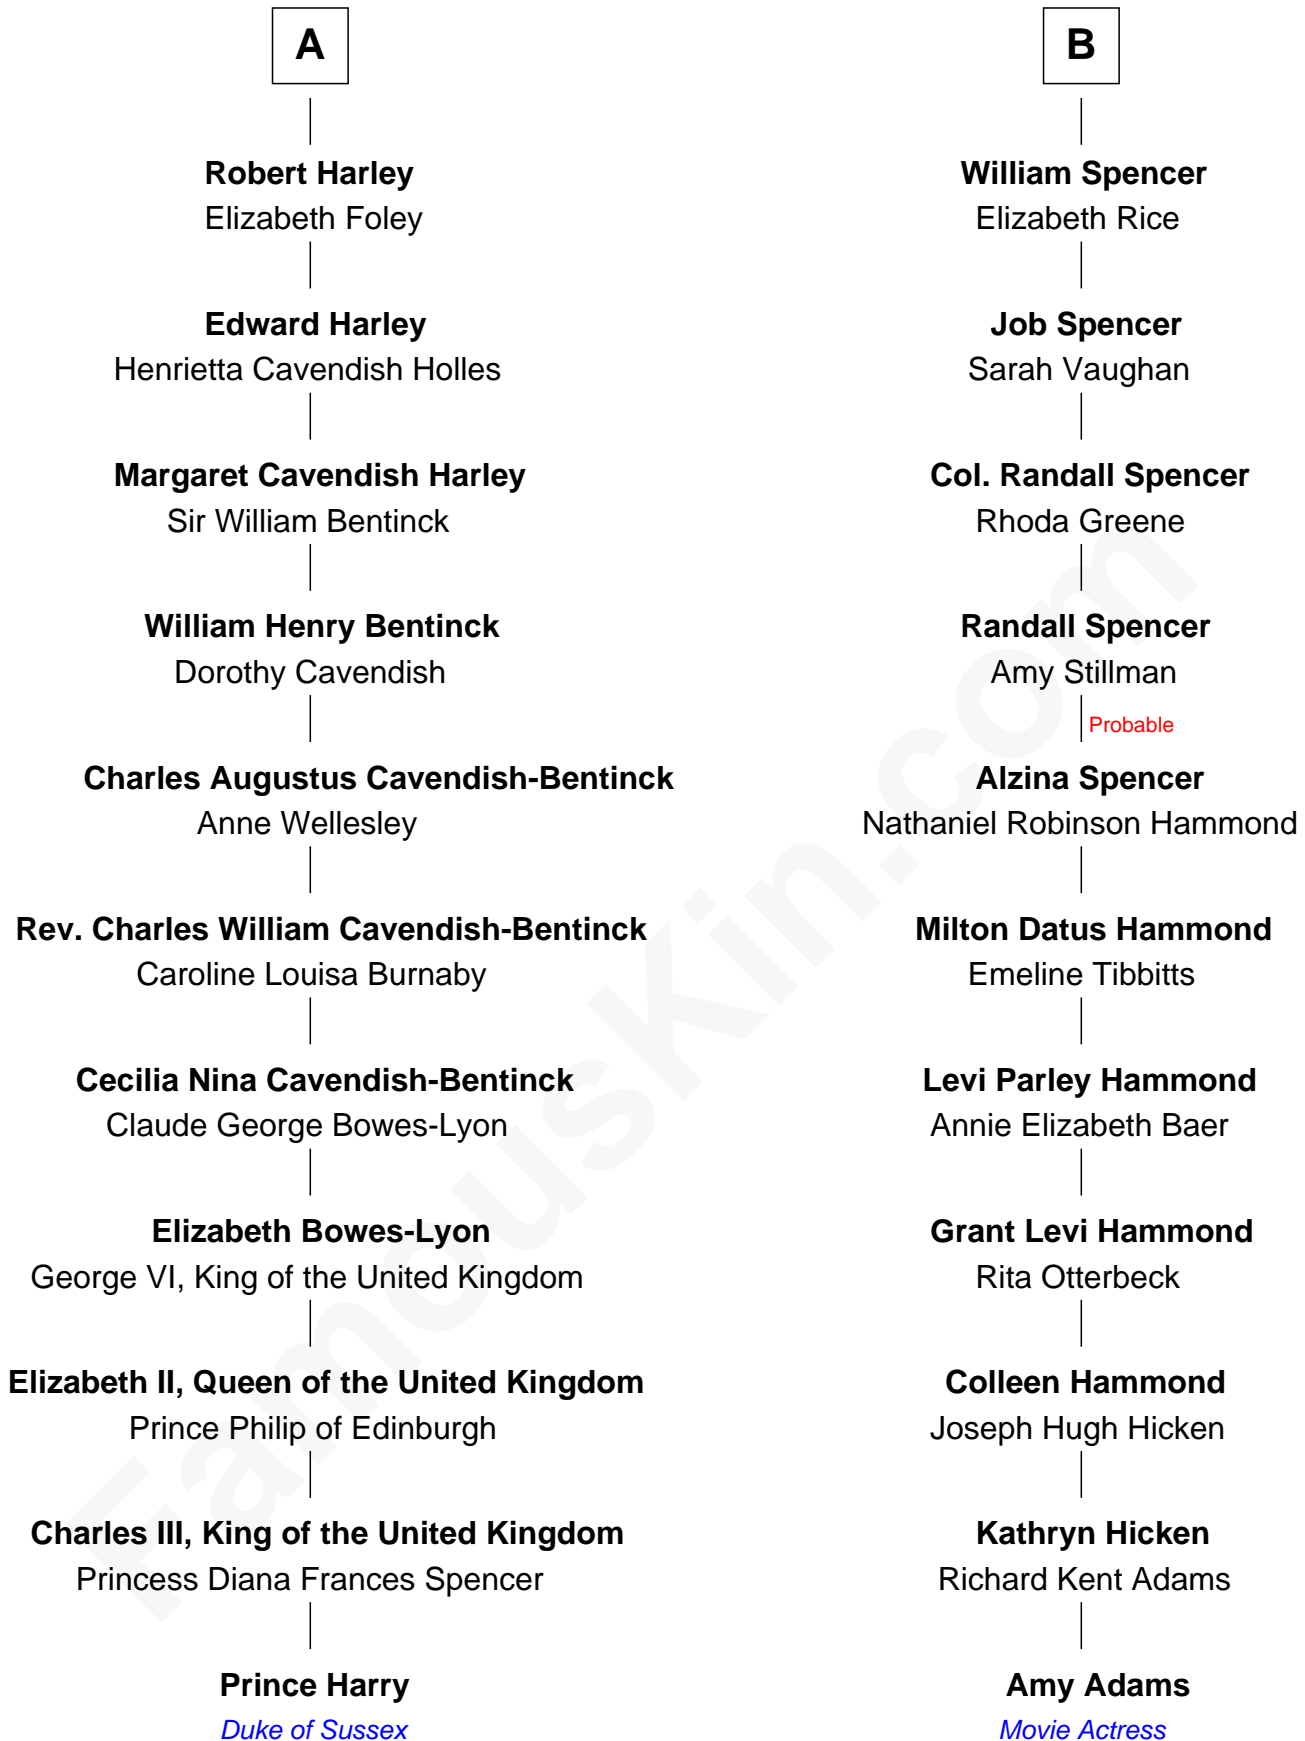 A
Robert Harley
Elizabeth Foley
Edward Harley
Henrietta Cavendish Holles
Margaret Cavendish Harley
Sir William Bentinck
William Henry Bentinck
Dorothy Cavendish
Charles Augustus Cavendish-Bentinck
Anne Wellesley
Rev. Charles William Cavendish-Bentinck
Caroline Louisa Burnaby
Cecilia Nina Cavendish-Bentinck
Claude George Bowes-Lyon
Elizabeth Bowes-Lyon
George VI, King of the United Kingdom
Elizabeth II, Queen of the United Kingdom
Prince Philip of Edinburgh
Charles III, King of the United Kingdom
Princess Diana Frances Spencer
Prince Harry
Duke of Sussex
B
William Spencer
Elizabeth Rice
Job Spencer
Sarah Vaughan
Col. Randall Spencer
Rhoda Greene
Randall Spencer
Amy Stillman
Probable
Alzina Spencer
Nathaniel Robinson Hammond
Milton Datus Hammond
Emeline Tibbitts
Levi Parley Hammond
Annie Elizabeth Baer
Grant Levi Hammond
Rita Otterbeck
Colleen Hammond
Joseph Hugh Hicken
Kathryn Hicken
Richard Kent Adams
Amy Adams
Movie Actress
FamousKin.com